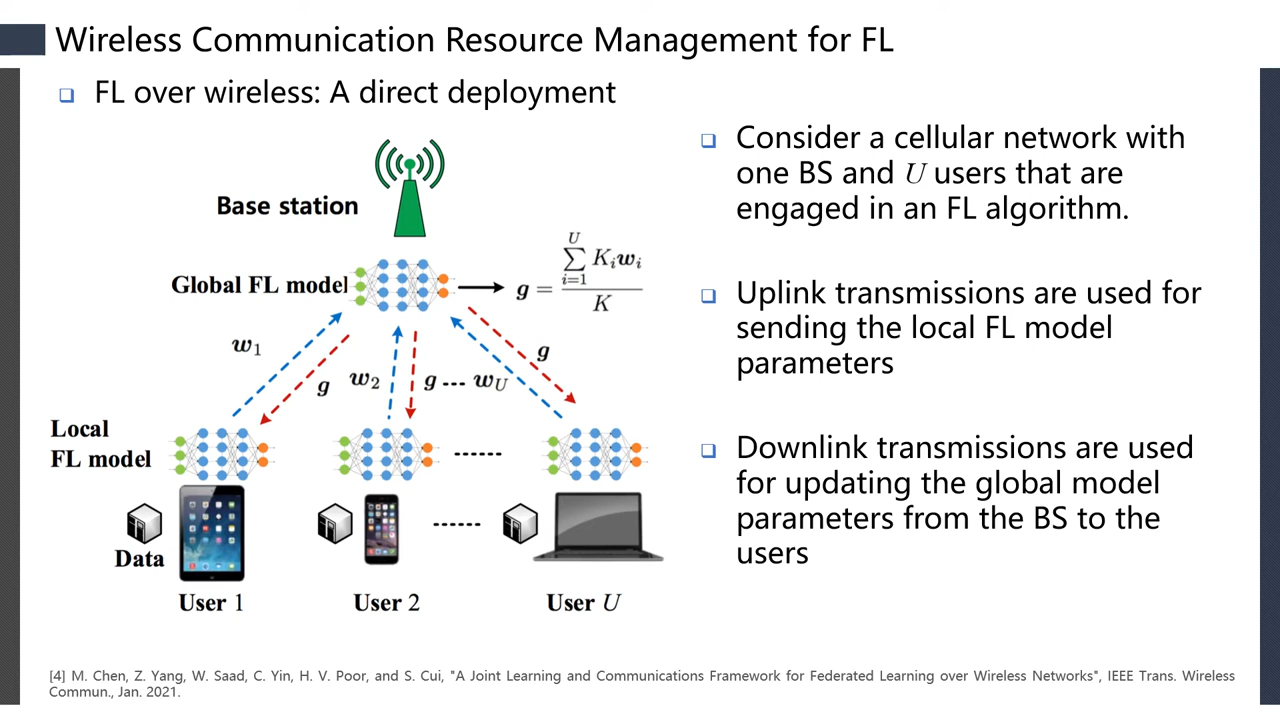 Wireless Communication Resource Management for FL
❑ FL over wireless: A direct deployment
Base station
Global FL model
g = \frac{\sum_{i=1}^{U} K_i w_i}{K}
w₁
g
w₂
g
---
w_U
g
Local
FL model
------
Data
------
User 1
User 2
User U
❑ Consider a cellular network with
one BS and U users that are
engaged in an FL algorithm.
❑ Uplink transmissions are used for
sending the local FL model
parameters
❑ Downlink transmissions are used
for updating the global model
parameters from the BS to the
users
[4] M. Chen, Z. Yang, W. Saad, C. Yin, H. V. Poor, and S. Cui, "A Joint Learning and Communications Framework for Federated Learning over Wireless Networks", IEEE Trans. Wireless
Commun., Jan. 2021.